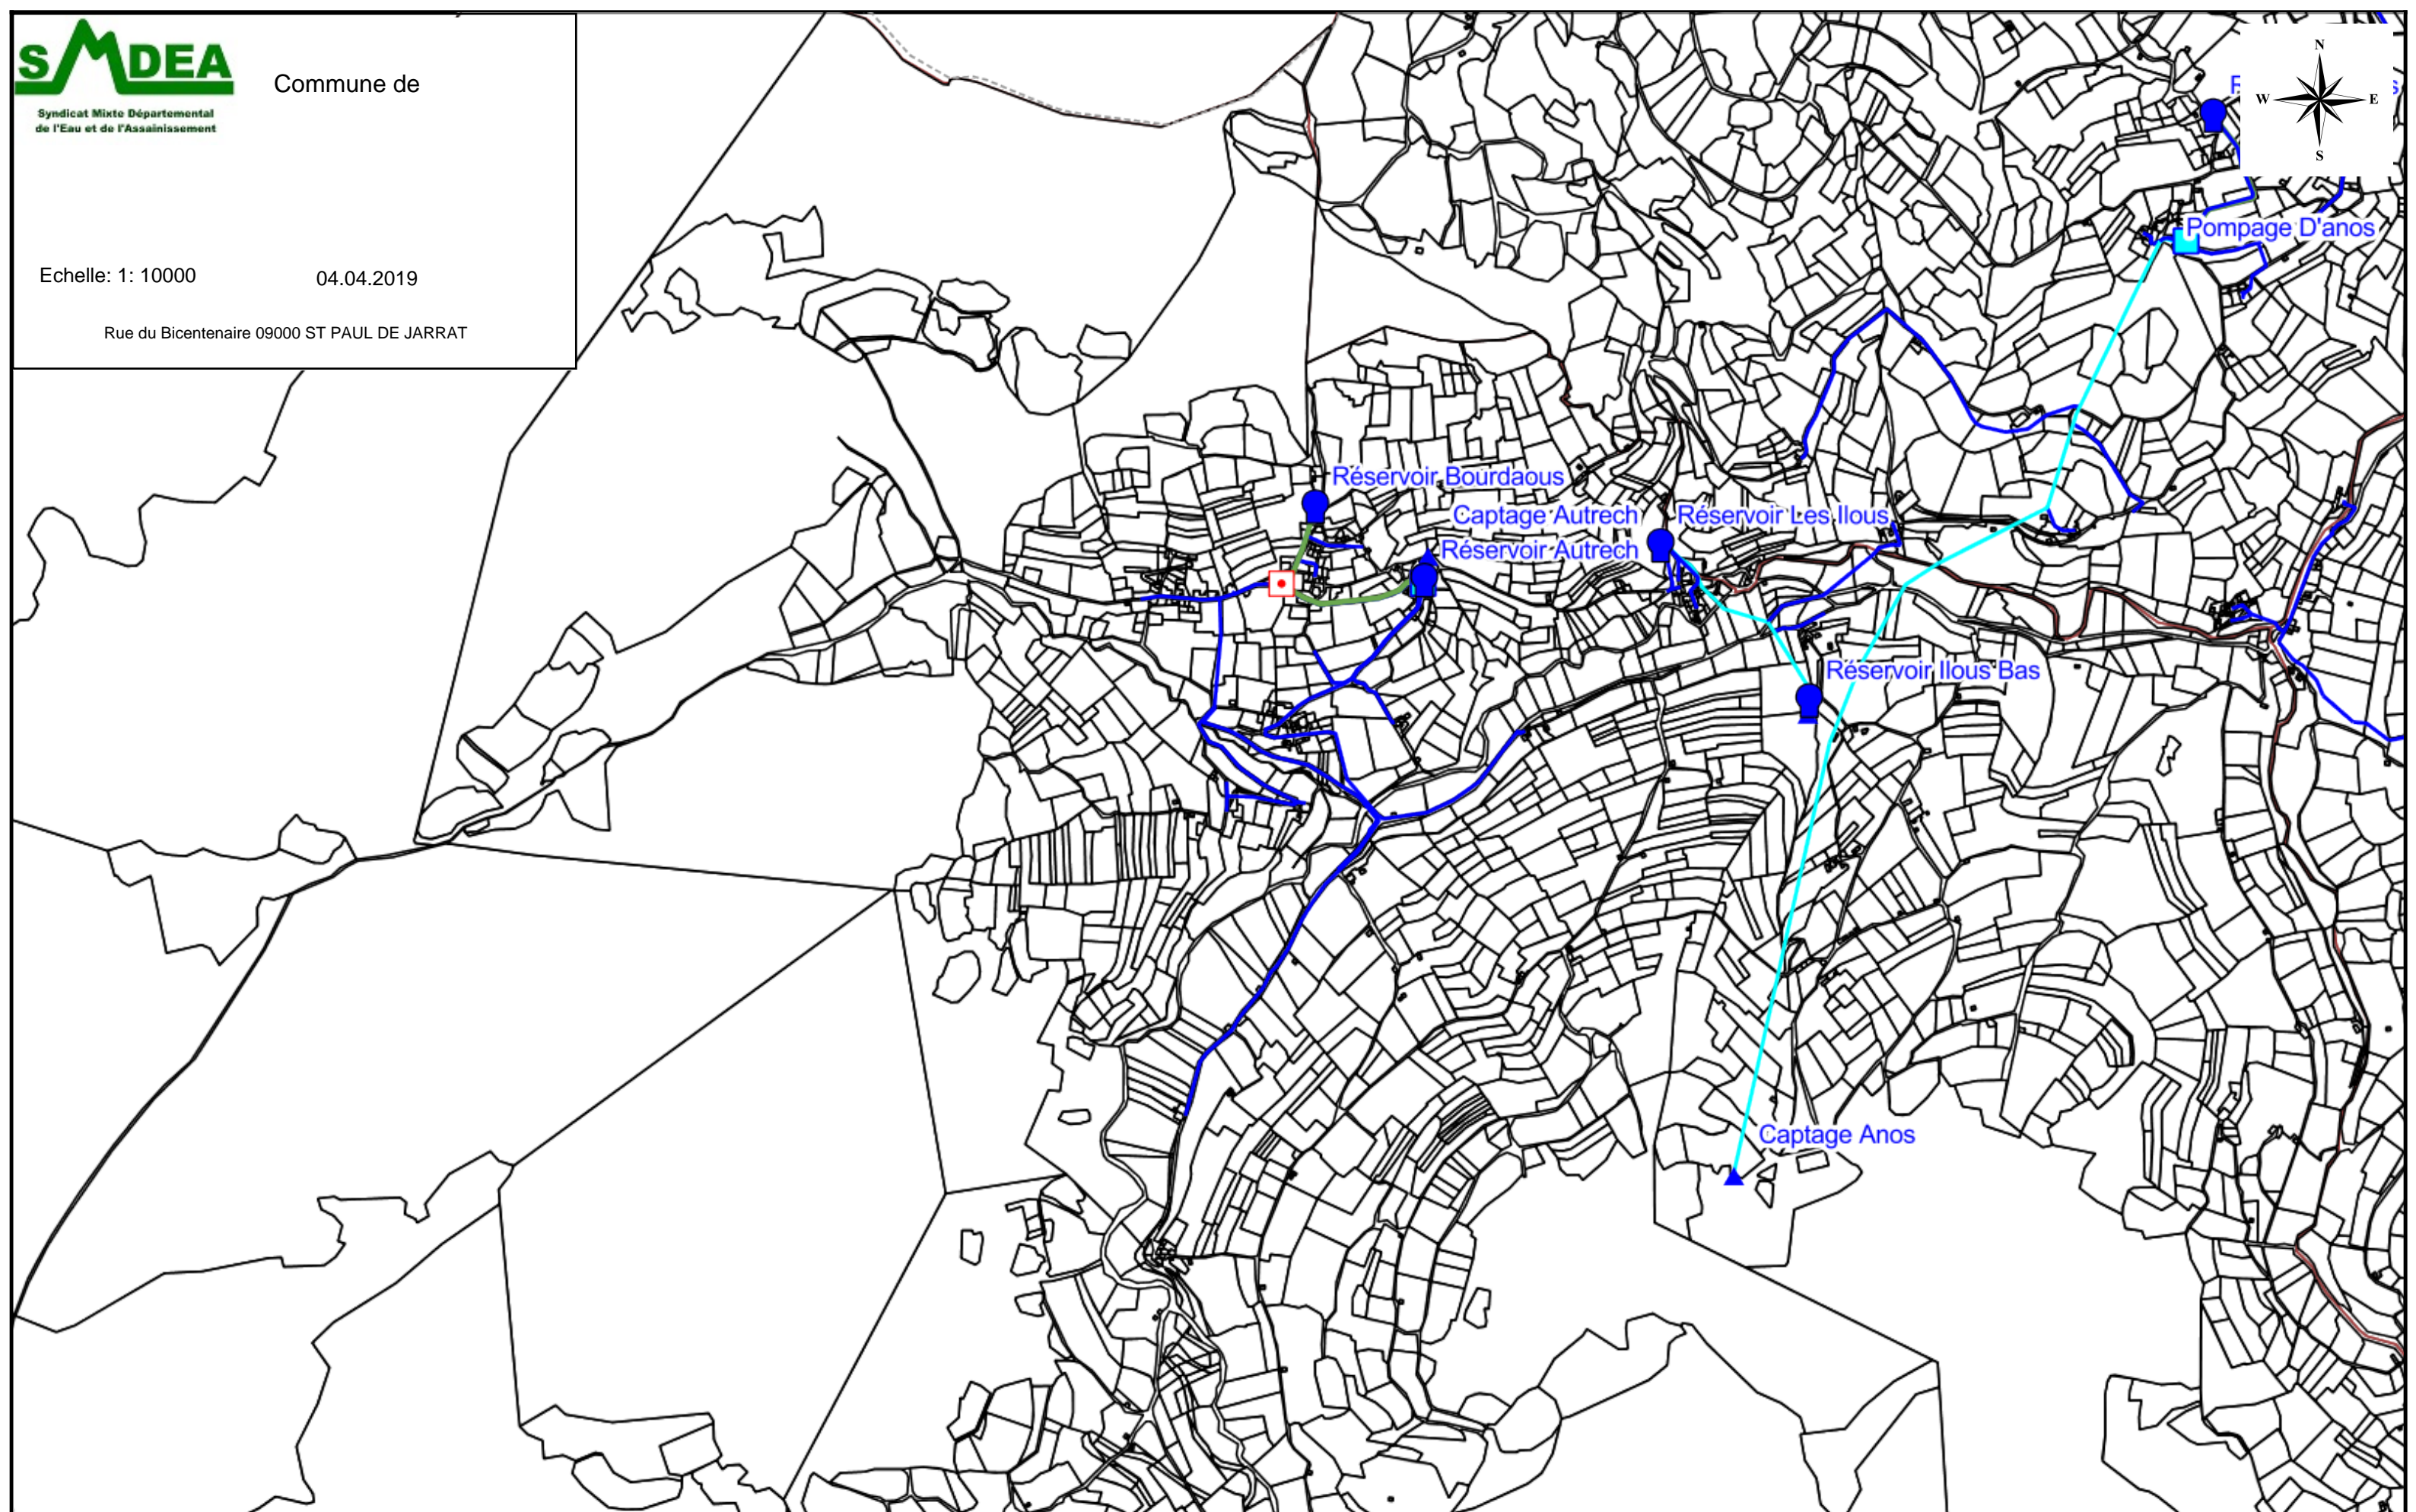 SMDEA
Syndicat Mixte Départemental
de l'Eau et de l'Assainissement
Commune de
Echelle: 1: 10000
04.04.2019
Rue du Bicentenaire 09000 ST PAUL DE JARRAT
N
W
E
S
Pompage D'anos
Réservoir Bourdaous
Captage Autrech
Réservoir Les Ilous
Réservoir Autrech
Réservoir Ilous Bas
Captage Anos